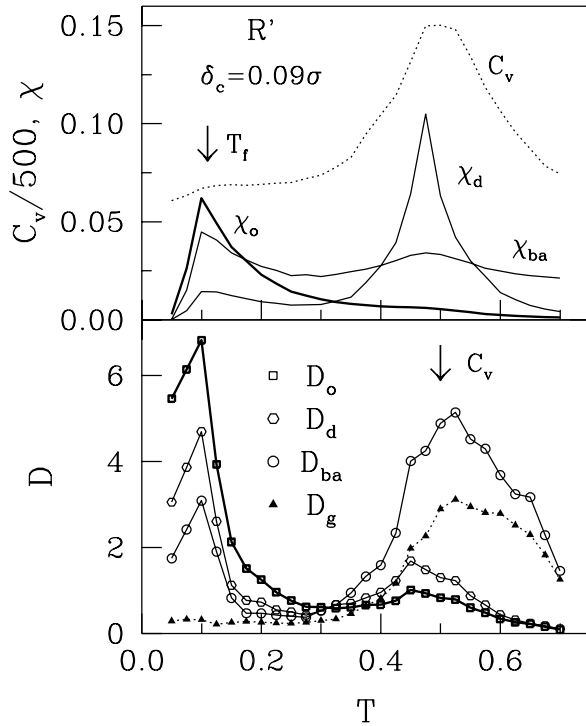 R'
δc=0.09σ
Cv
Tf
χd
χo
χba
0.15
0.10
0.05
0.00
Cv/500, χ
Cv
Do
Dd
Dba
Dg
6
4
2
0
D
0.0 0.2 0.4 0.6
T